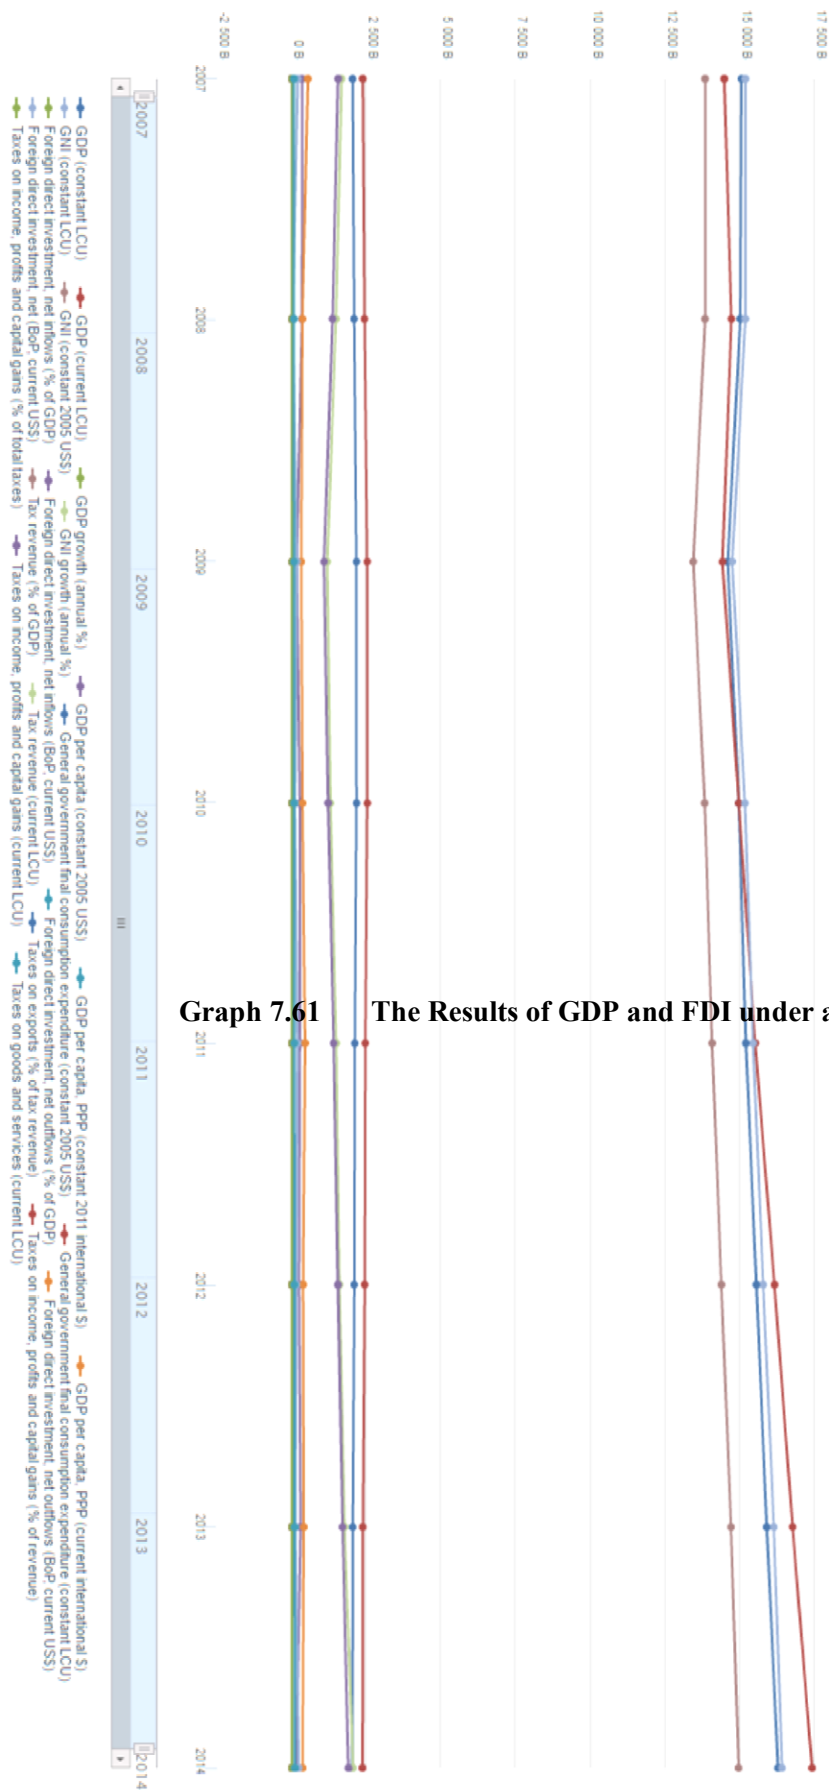 17 500 B
15 000 B
12 500 B
10 000 B
7 500 B
5 000 B
2 500 B
0 B
-2 500 B
2007
2008
2009
2010
2011
2012
2013
2014
2007
2008
2009
2010
2011
2012
2013
2014
GDP (constant LCU) GDP (current LCU) GDP growth (annual %) GDP per capita (constant 2005 US$) GDP per capita, PPP (constant 2011 international $) GDP per capita, PPP (current international $)
GNI (constant LCU) GNI (constant 2005 US$) GNI growth (annual %) General government final consumption expenditure (constant 2005 US$) General government final consumption expenditure (constant LCU)
Foreign direct investment, net inflows (% of GDP) Foreign direct investment, net inflows (BoP, current US$) Foreign direct investment, net outflows (% of GDP) Foreign direct investment, net outflows (BoP, current US$)
Foreign direct investment, net (BoP, current US$) Tax revenue (% of GDP) Tax revenue (current LCU) Taxes on exports (% of tax revenue) Taxes on income, profits and capital gains (% of revenue)
Taxes on income, profits and capital gains (% of total taxes) Taxes on income, profits and capital gains (current LCU) Taxes on goods and services (current LCU)
Graph 7.61 The Results of GDP and FDI under a